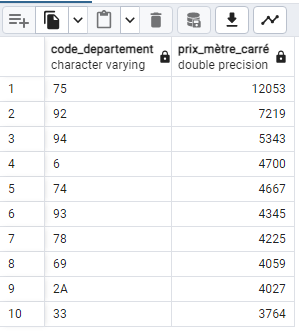 code_departement prix_mètre_carré
character varying double precision
1 75 12053
2 92 7219
3 94 5343
4 6 4700
5 74 4667
6 93 4345
7 78 4225
8 69 4059
9 2A 4027
10 33 3764